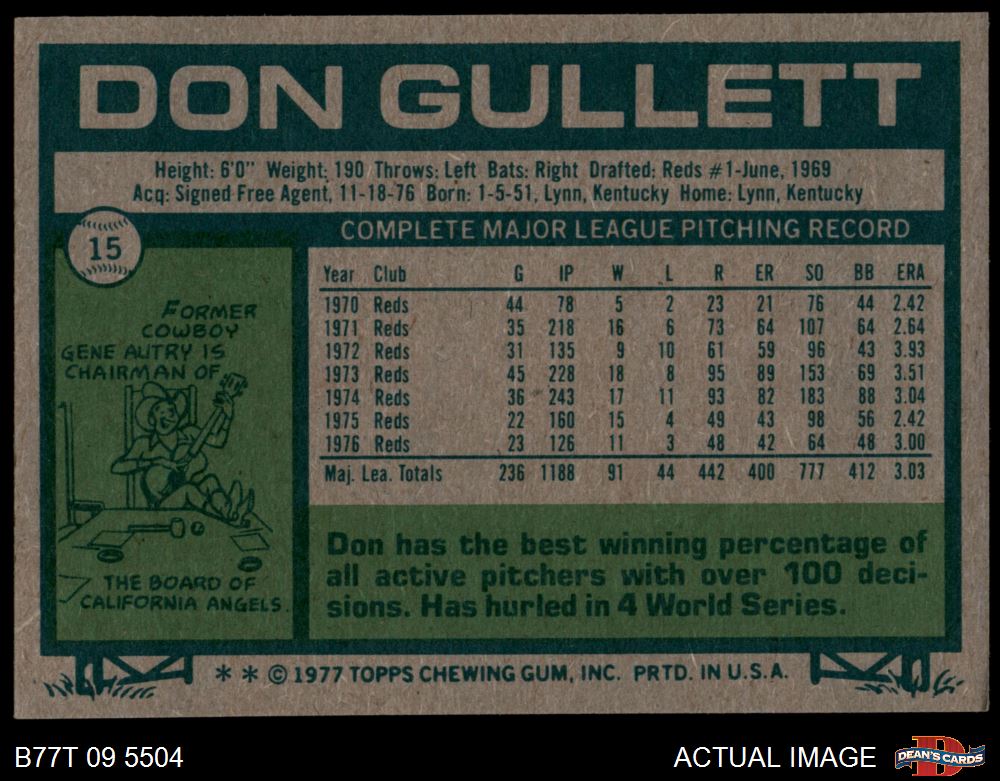 DON GULLETT
Height: 6'0" Weight: 190 Throws: Left Bats: Right Drafted: Reds #1-June, 1969
Acq: Signed Free Agent, 11-18-76 Born: 1-5-51, Lynn, Kentucky Home: Lynn, Kentucky
15
FORMER
COWBOY
GENE AUTRY IS
CHAIRMAN OF
THE BOARD OF
CALIFORNIA ANGELS.
COMPLETE MAJOR LEAGUE PITCHING RECORD
Year Club G IP W L R ER SO BB ERA
1970 Reds 44 78 5 2 23 21 76 44 2.42
1971 Reds 35 218 16 6 73 64 107 64 2.64
1972 Reds 31 135 9 10 61 59 96 43 3.93
1973 Reds 45 228 18 8 95 89 153 69 3.51
1974 Reds 36 243 17 11 93 82 183 88 3.04
1975 Reds 22 160 15 4 49 43 98 56 2.42
1976 Reds 23 126 11 3 48 42 64 48 3.00
Maj. Lea. Totals 236 1188 91 44 442 400 777 412 3.03
Don has the best winning percentage of
all active pitchers with over 100 deci-
sions. Has hurled in 4 World Series.
* * © 1977 TOPPS CHEWING GUM, INC. PRTD. IN U.S.A.
B77T 09 5504
ACTUAL IMAGE
D
DEAN'S CARDS